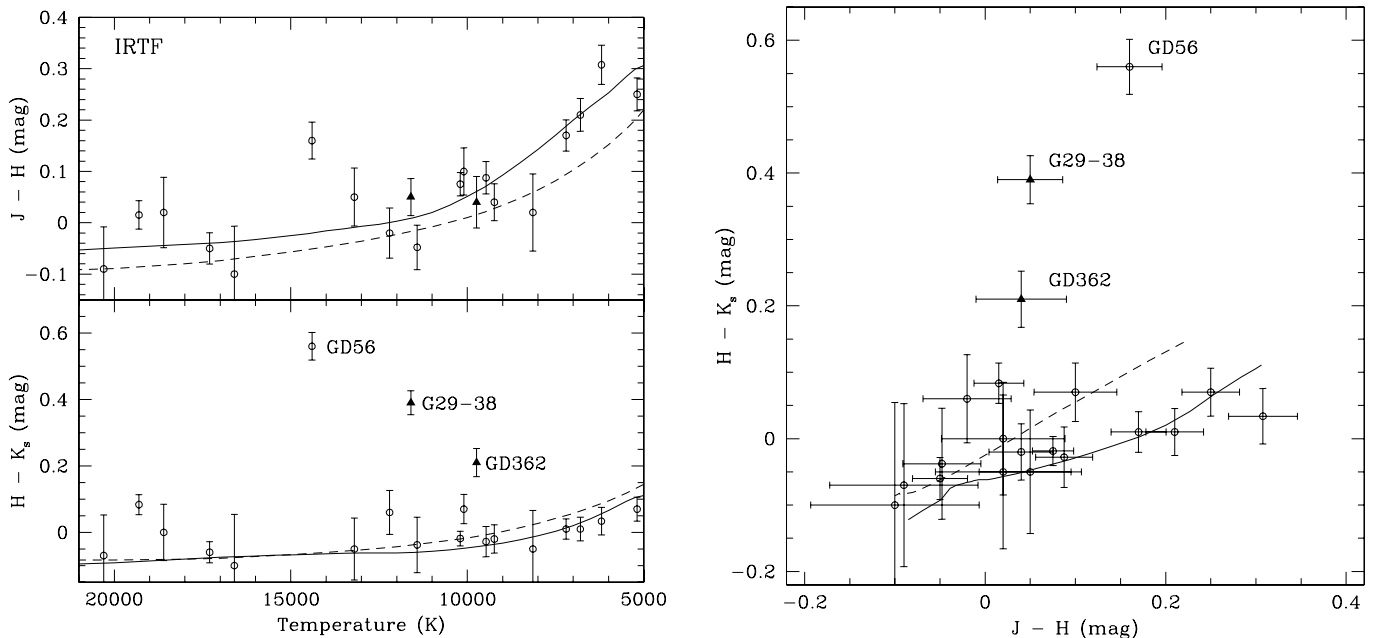 IRTF
0.4
0.3
0.2
0.1
0
−0.1
J − H (mag)
0.6
0.4
0.2
0
H − Ks (mag)
GD56
G29−38
GD362
20000
15000
10000
5000
Temperature (K)
0.6
0.4
0.2
0
−0.2
H − Ks (mag)
GD56
G29−38
GD362
−0.2
0
0.2
0.4
J − H (mag)